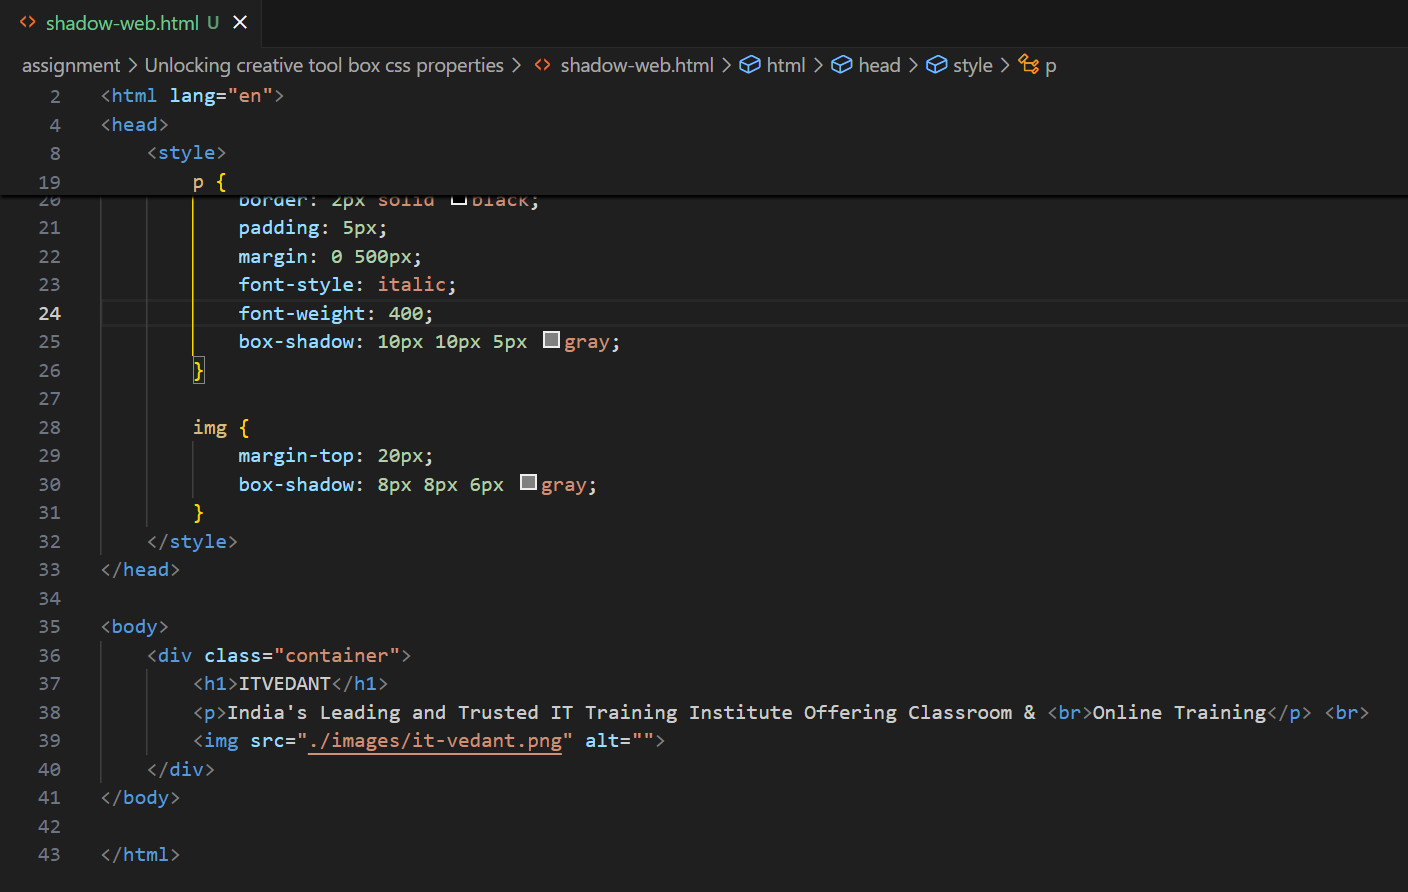 shadow-web.html U
assignment > Unlocking creative tool box css properties > shadow-web.html > html > head > style > p
2 <html lang="en">
4 <head>
8 <style>
19 p {
20 border: 2px solid black;
21 padding: 5px;
22 margin: 0 500px;
23 font-style: italic;
24 font-weight: 400;
25 box-shadow: 10px 10px 5px gray;
26 }
27
28 img {
29 margin-top: 20px;
30 box-shadow: 8px 8px 6px gray;
31 }
32 </style>
33 </head>
34
35 <body>
36 <div class="container">
37 <h1>ITVEDANT</h1>
38 <p>India's Leading and Trusted IT Training Institute Offering Classroom & <br>Online Training</p> <br>
39 <img src="./images/it-vedant.png" alt="">
40 </div>
41 </body>
42
43 </html>